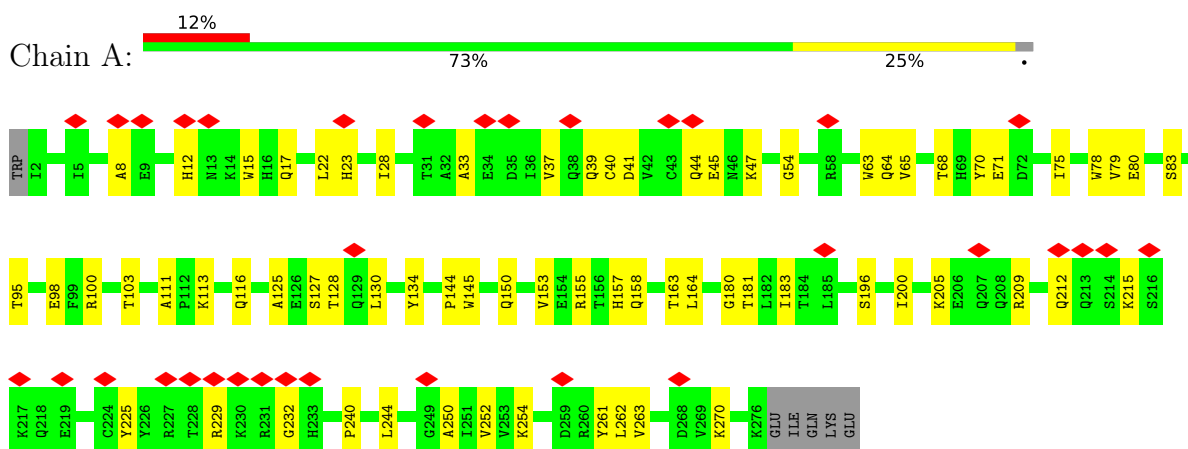 12%
Chain A:
73% 25% •
TRP I2 I5 A8 E9 H12 N13 K14 W15 H16 Q17 L22 H23 I28 T31 A32 A33 E34 D35 I36 V37 Q38 Q39 C40 D41 V42 C43 Q44 E45 N46 K47 G54 R58 W63 Q64 V65 T68 H69 Y70 E71 D72 I75 W78 V79 E80 S83
T95 E98 F99 R100 T103 A111 P112 K113 Q116 A125 E126 S127 T128 Q129 L130 Y134 P144 W145 Q150 V153 E154 R155 T156 H157 Q158 T163 L164 G180 T181 L182 I183 T184 L185 S196 I200 K205 E206 Q207 Q208 R209 Q212 Q213 S214 K215 S216
K217 Q218 E219 C224 Y225 Y226 R227 T228 R229 K230 R231 G232 H233 P240 L244 G249 A250 I251 V252 V253 K254 D259 R260 Y261 L262 V263 D268 V269 K270 K276 GLU ILE GLN LYS GLU